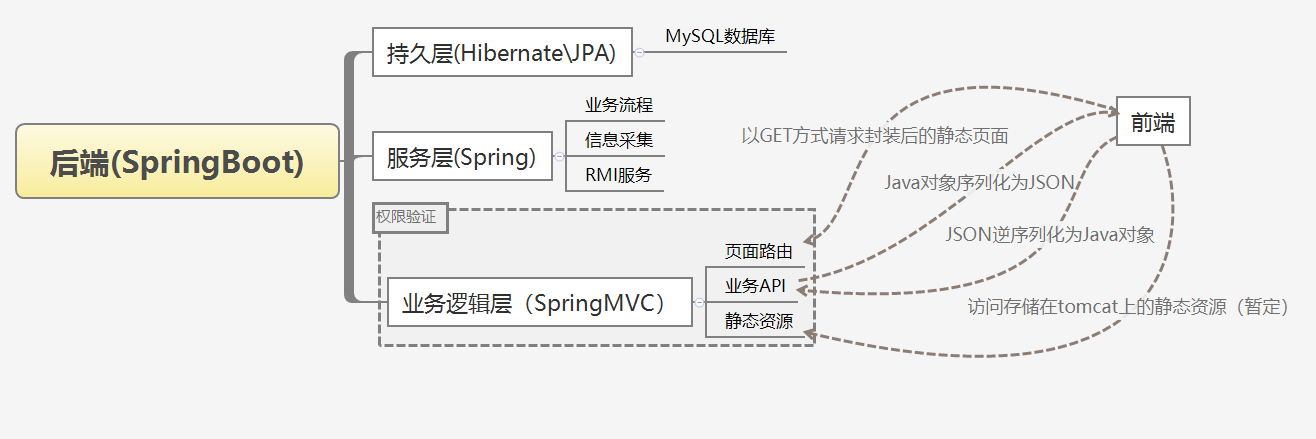 后端(SpringBoot)
持久层(Hibernate\JPA)
MySQL数据库
服务层(Spring)
业务流程
信息采集
RMI服务
权限验证
业务逻辑层（SpringMVC）
页面路由
业务API
静态资源
前端
以GET方式请求封装后的静态页面
Java对象序列化为JSON
JSON逆序列化为Java对象
访问存储在tomcat上的静态资源（暂定）